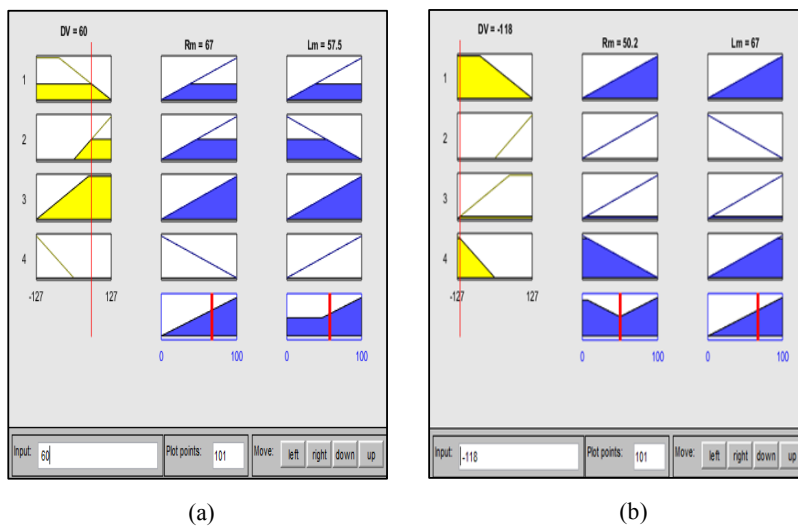 DV = 60
Rm = 67
Lm = 57.5
1
2
3
4
-127
127
0
100
0
100
Input:
60
Plot points:
101
Move:
left
right
down
up
(a)
DV = -118
Rm = 50.2
Lm = 67
1
2
3
4
-127
127
0
100
0
100
Input:
-118
Plot points:
101
Move:
left
right
down
up
(b)